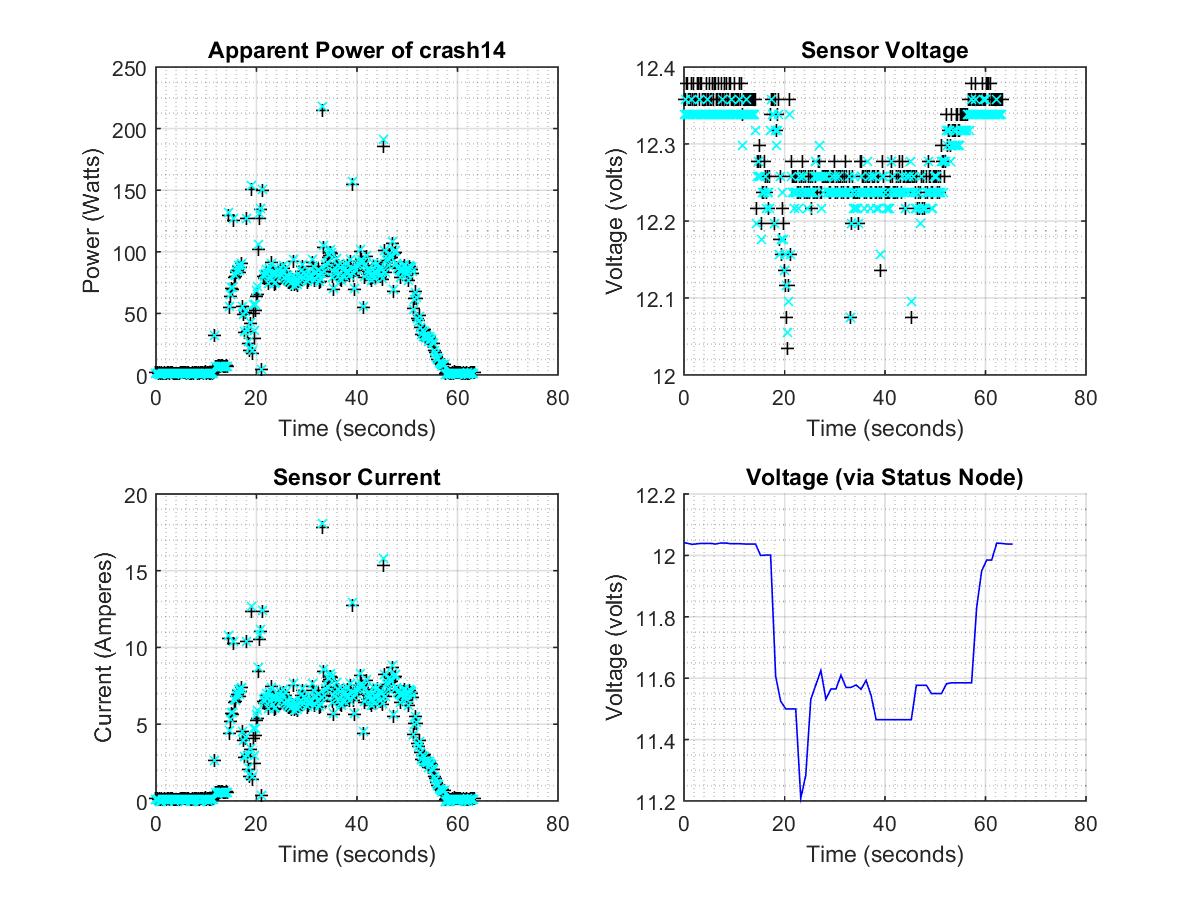 Apparent Power of crash14
250
200
150
100
50
0
Power (Watts)
0 20 40 60 80
Time (seconds)
Sensor Voltage
12.4
12.3
12.2
12.1
12
Voltage (volts)
0 20 40 60 80
Time (seconds)
Sensor Current
20
15
10
5
0
Current (Amperes)
0 20 40 60 80
Time (seconds)
Voltage (via Status Node)
12.2
12
11.8
11.6
11.4
11.2
Voltage (volts)
0 20 40 60 80
Time (seconds)